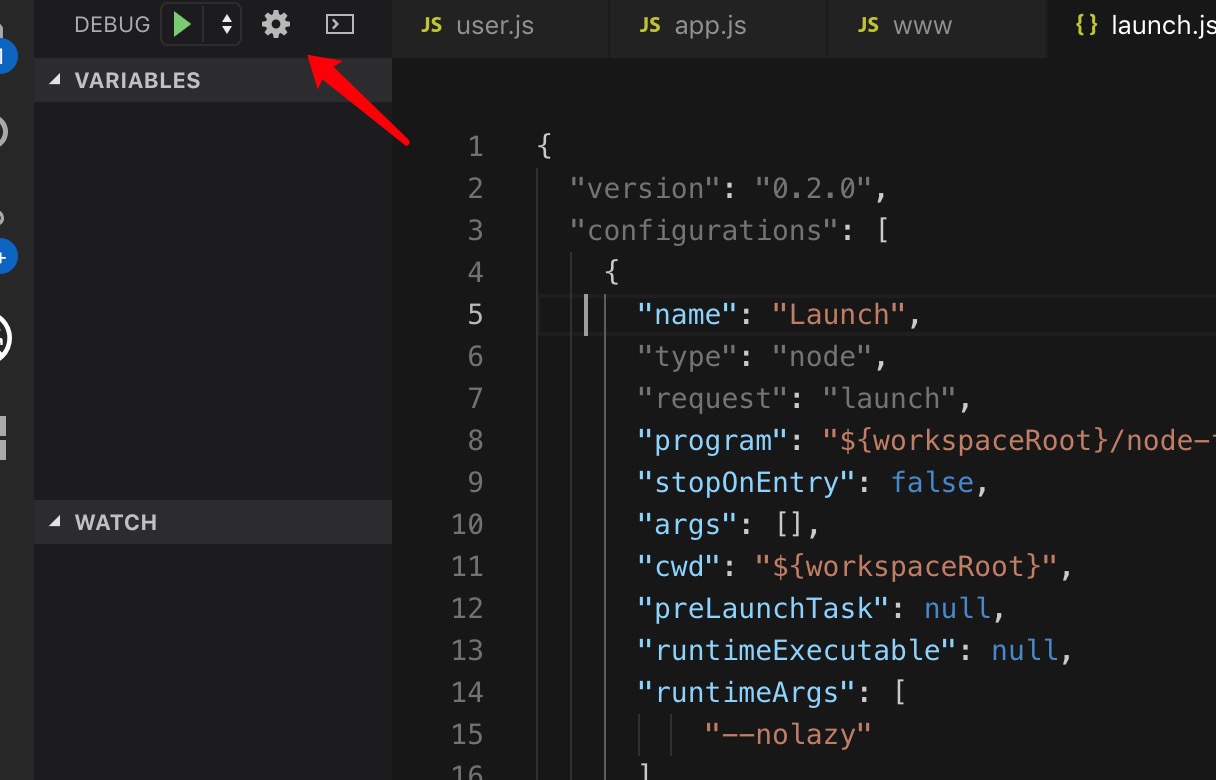 DEBUG
JS user.js
JS app.js
JS www
{} launch.js
VARIABLES
WATCH
1 {
2 "version": "0.2.0",
3 "configurations": [
4 {
5 "name": "Launch",
6 "type": "node",
7 "request": "launch",
8 "program": "${workspaceRoot}/node-
9 "stopOnEntry": false,
10 "args": [],
11 "cwd": "${workspaceRoot}",
12 "preLaunchTask": null,
13 "runtimeExecutable": null,
14 "runtimeArgs": [
15 "--nolazy"
16 ]